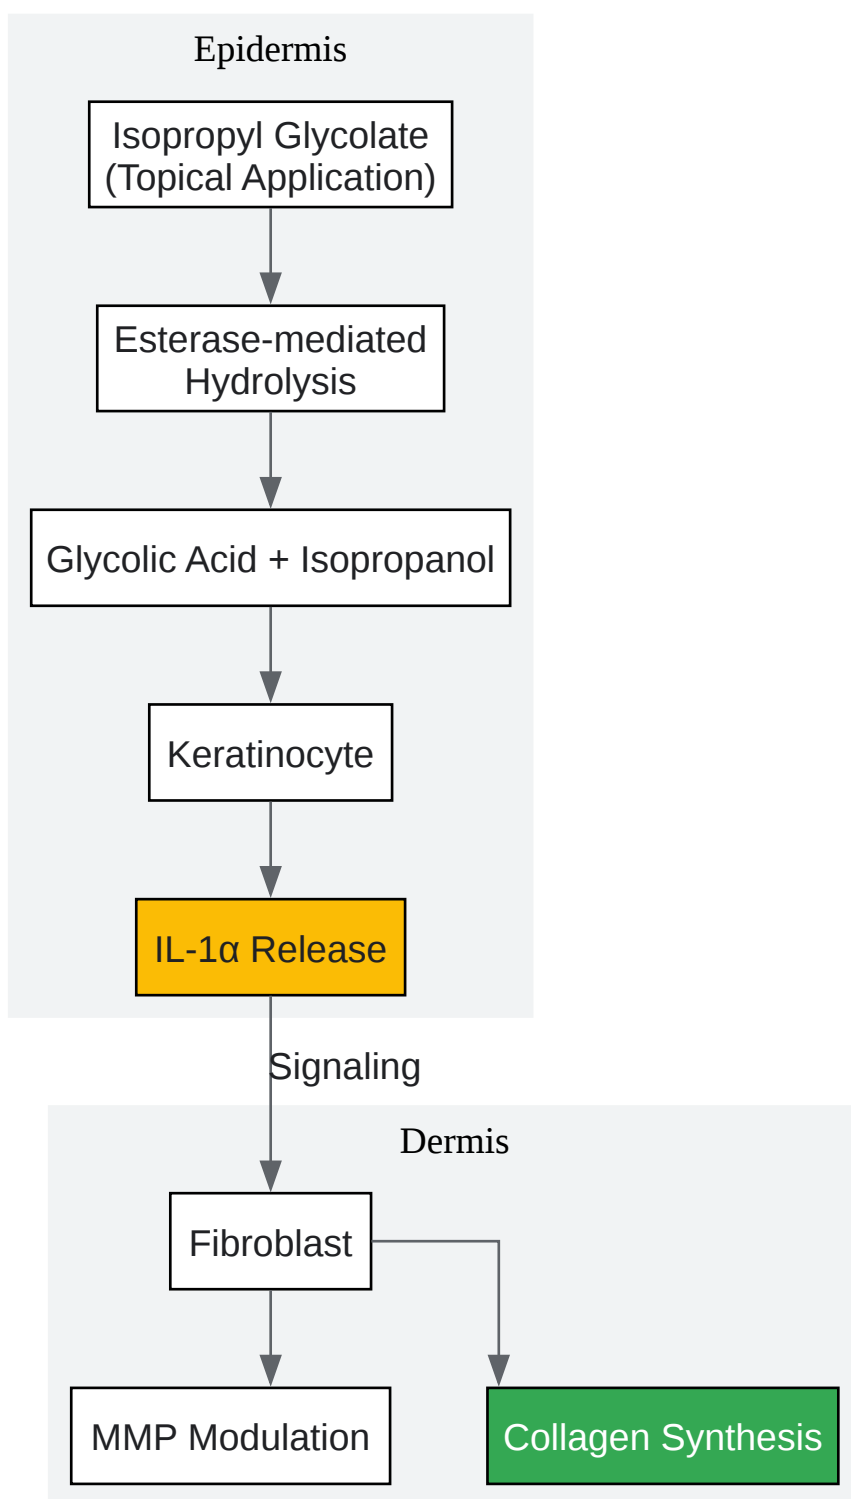 Epidermis
Isopropyl Glycolate
(Topical Application)
Esterase-mediated
Hydrolysis
Glycolic Acid + Isopropanol
Keratinocyte
IL-1α Release
Signaling
Dermis
Fibroblast
MMP Modulation
Collagen Synthesis